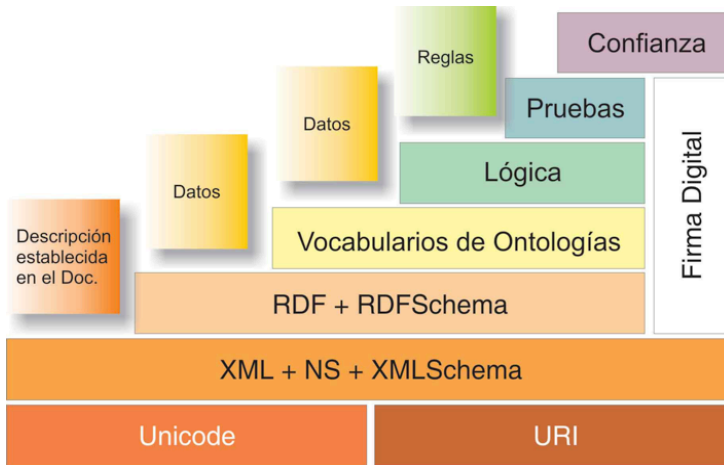 Confianza
Reglas
Pruebas
Datos
Lógica
Datos
Vocabularios de Ontologías
Firma Digital
Descripción
establecida
en el Doc.
RDF + RDFSchema
XML + NS + XMLSchema
Unicode
URI